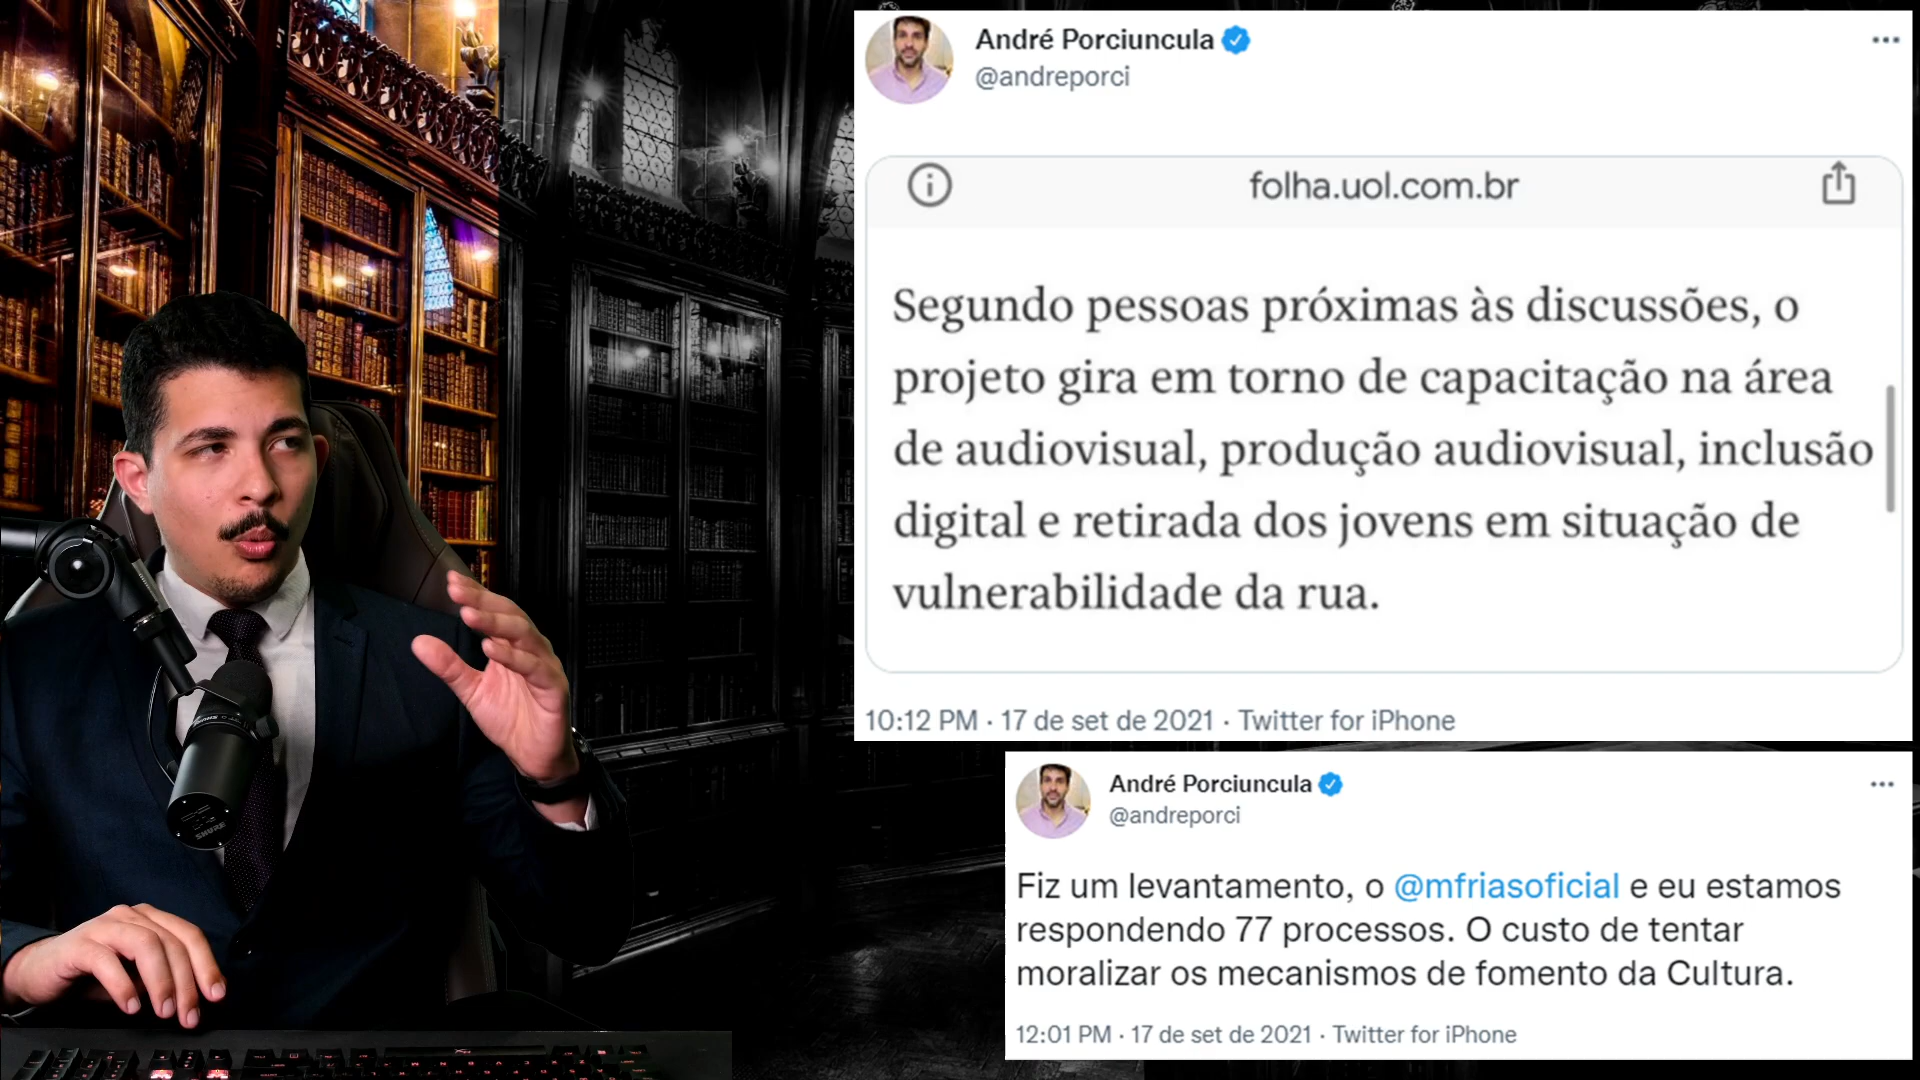 André Porciuncula
@andreporci
folha.uol.com.br
Segundo pessoas próximas às discussões, o
projeto gira em torno de capacitação na área
de audiovisual, produção audiovisual, inclusão
digital e retirada dos jovens em situação de
vulnerabilidade da rua.
10:12 PM · 17 de set de 2021 · Twitter for iPhone
André Porciuncula
@andreporci
Fiz um levantamento, o @mfriasoficial e eu estamos
respondendo 77 processos. O custo de tentar
moralizar os mecanismos de fomento da Cultura.
12:01 PM · 17 de set de 2021 · Twitter for iPhone
SHURE